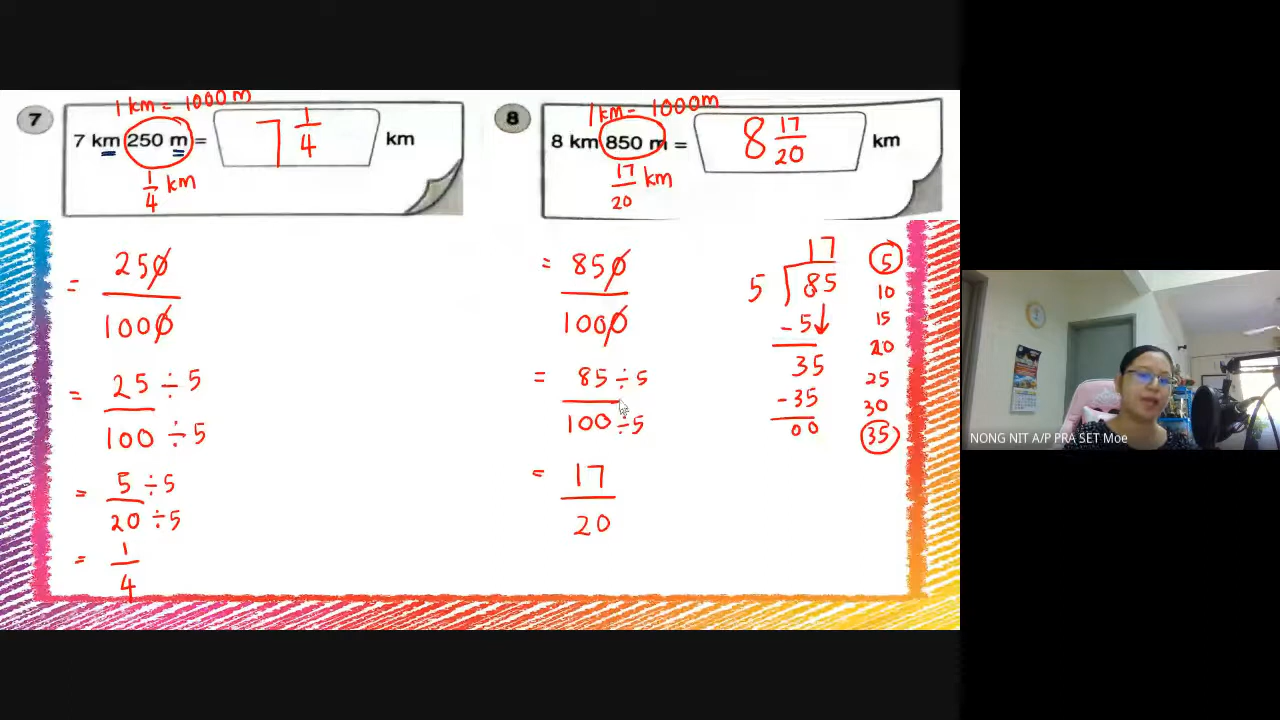 7
1 km = 1000 m
7 km 250 m = 7 1/4 km
1/4 km
= 250/1000
= 25 ÷ 5/100 ÷ 5
= 5 ÷ 5/20 ÷ 5
= 1/4
8
1 km = 1000 m
8 km 850 m = 8 17/20 km
17/20 km
= 850/1000
= 85 ÷ 5/100 ÷ 5
= 17/20
17
5 85
- 5
35
- 35
00
5
10
15
20
25
30
35
NONG NIT A/P PRA SET Moe